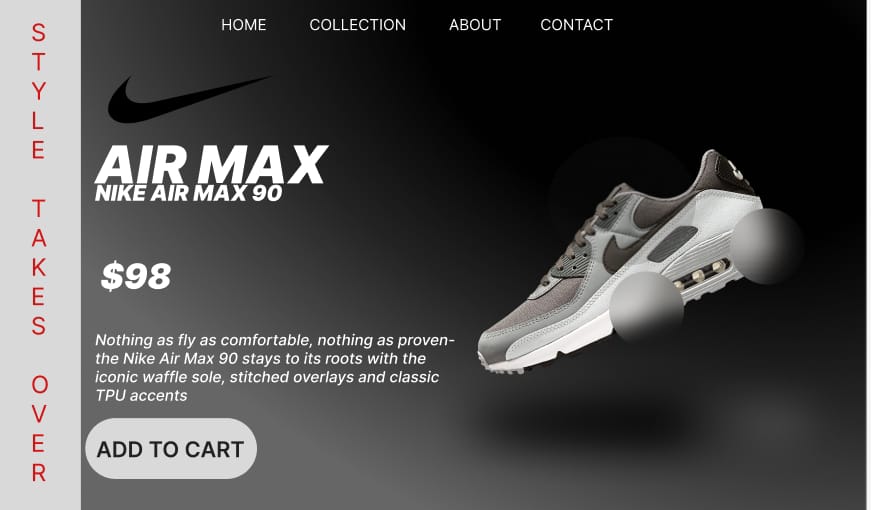 HOME COLLECTION ABOUT CONTACT
STYLE TAKES OVER
AIR MAX
NIKE AIR MAX 90
$98
Nothing as fly as comfortable, nothing as proven-
the Nike Air Max 90 stays to its roots with the
iconic waffle sole, stitched overlays and classic
TPU accents
ADD TO CART